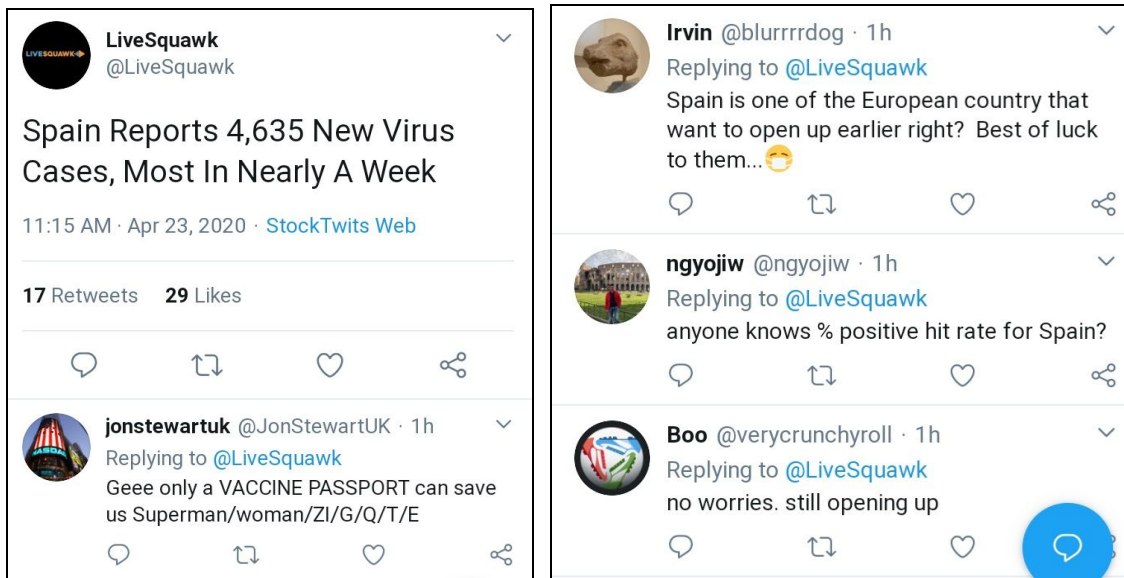 LIVESQUAWK
LiveSquawk
@LiveSquawk
Spain Reports 4,635 New Virus
Cases, Most In Nearly A Week
11:15 AM · Apr 23, 2020 · StockTwits Web
17 Retweets 29 Likes
NASDAQ
jonstewartuk @JonStewartUK · 1h
Replying to @LiveSquawk
Geee only a VACCINE PASSPORT can save
us Superman/woman/ZI/G/Q/T/E
Irvin @blurrrrdog · 1h
Replying to @LiveSquawk
Spain is one of the European country that
want to open up earlier right? Best of luck
to them...😷
ngyojiw @ngyojiw · 1h
Replying to @LiveSquawk
anyone knows % positive hit rate for Spain?
Boo @verycrunchyroll · 1h
Replying to @LiveSquawk
no worries. still opening up